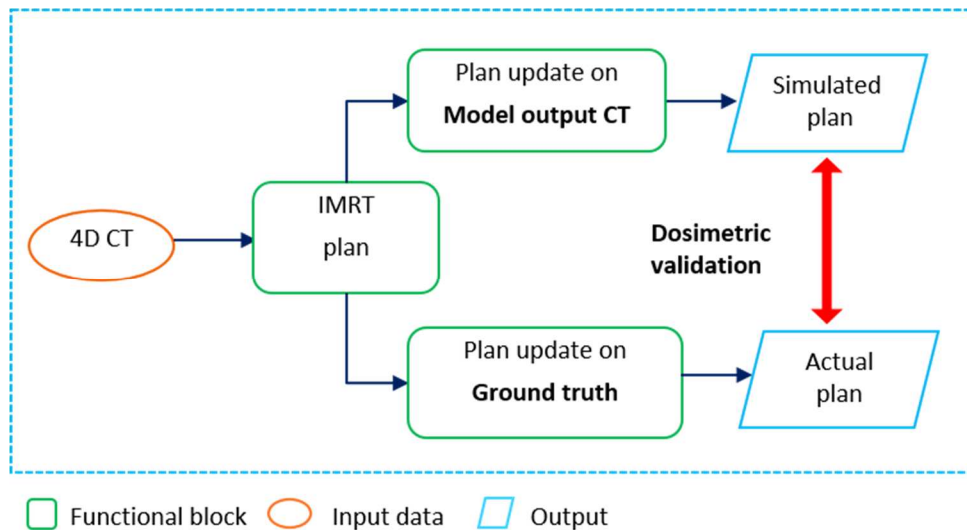 Plan update on
Model output CT
Simulated
plan
4D CT
IMRT
plan
Dosimetric
validation
Plan update on
Ground truth
Actual
plan
Functional block
Input data
Output